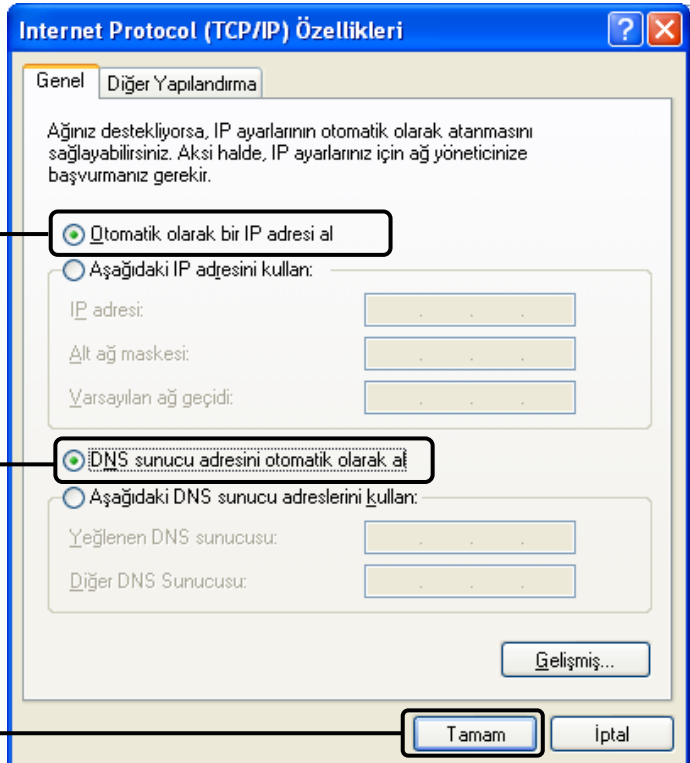 Internet Protocol (TCP/IP) Özellikleri
Genel
Diğer Yapılandırma
Ağınız destekliyorsa, IP ayarlarının otomatik olarak atanmasını
sağlayabilirsiniz. Aksi halde, IP ayarlarınız için ağ yöneticinize
başvurmanız gerekir.
Otomatik olarak bir IP adresi al
Aşağıdaki IP adresini kullan:
IP adresi:
Alt ağ maskesi:
Varsayılan ağ geçidi:
DNS sunucu adresini otomatik olarak al
Aşağıdaki DNS sunucu adreslerini kullan:
Yeğlenen DNS sunucusu:
Diğer DNS Sunucusu:
Gelişmiş...
Tamam
İptal